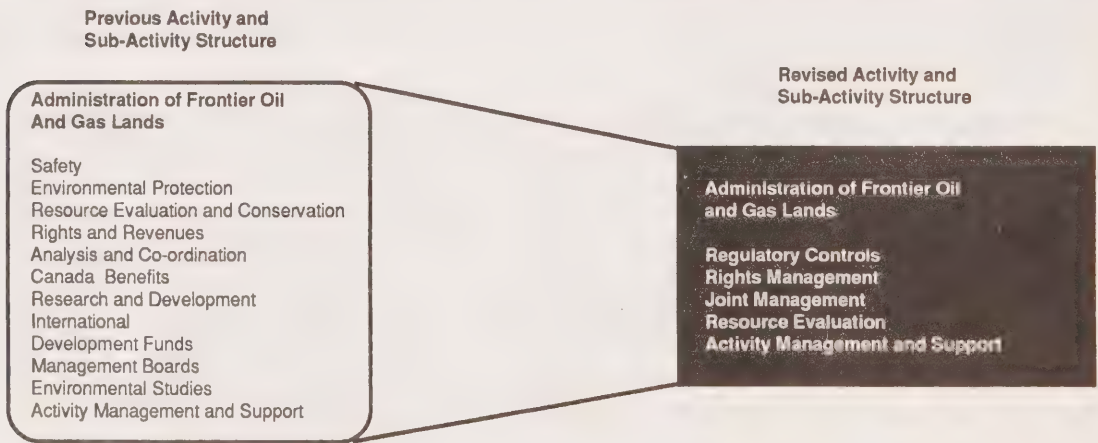 Previous Activity and
Sub-Activity Structure
Administration of Frontier Oil
And Gas Lands
Safety
Environmental Protection
Resource Evaluation and Conservation
Rights and Revenues
Analysis and Co-ordination
Canada Benefits
Research and Development
International
Development Funds
Management Boards
Environmental Studies
Activity Management and Support
Revised Activity and
Sub-Activity Structure
Administration of Frontier Oil
and Gas Lands
Regulatory Controls
Rights Management
Joint Management
Resource Evaluation
Activity Management and Support